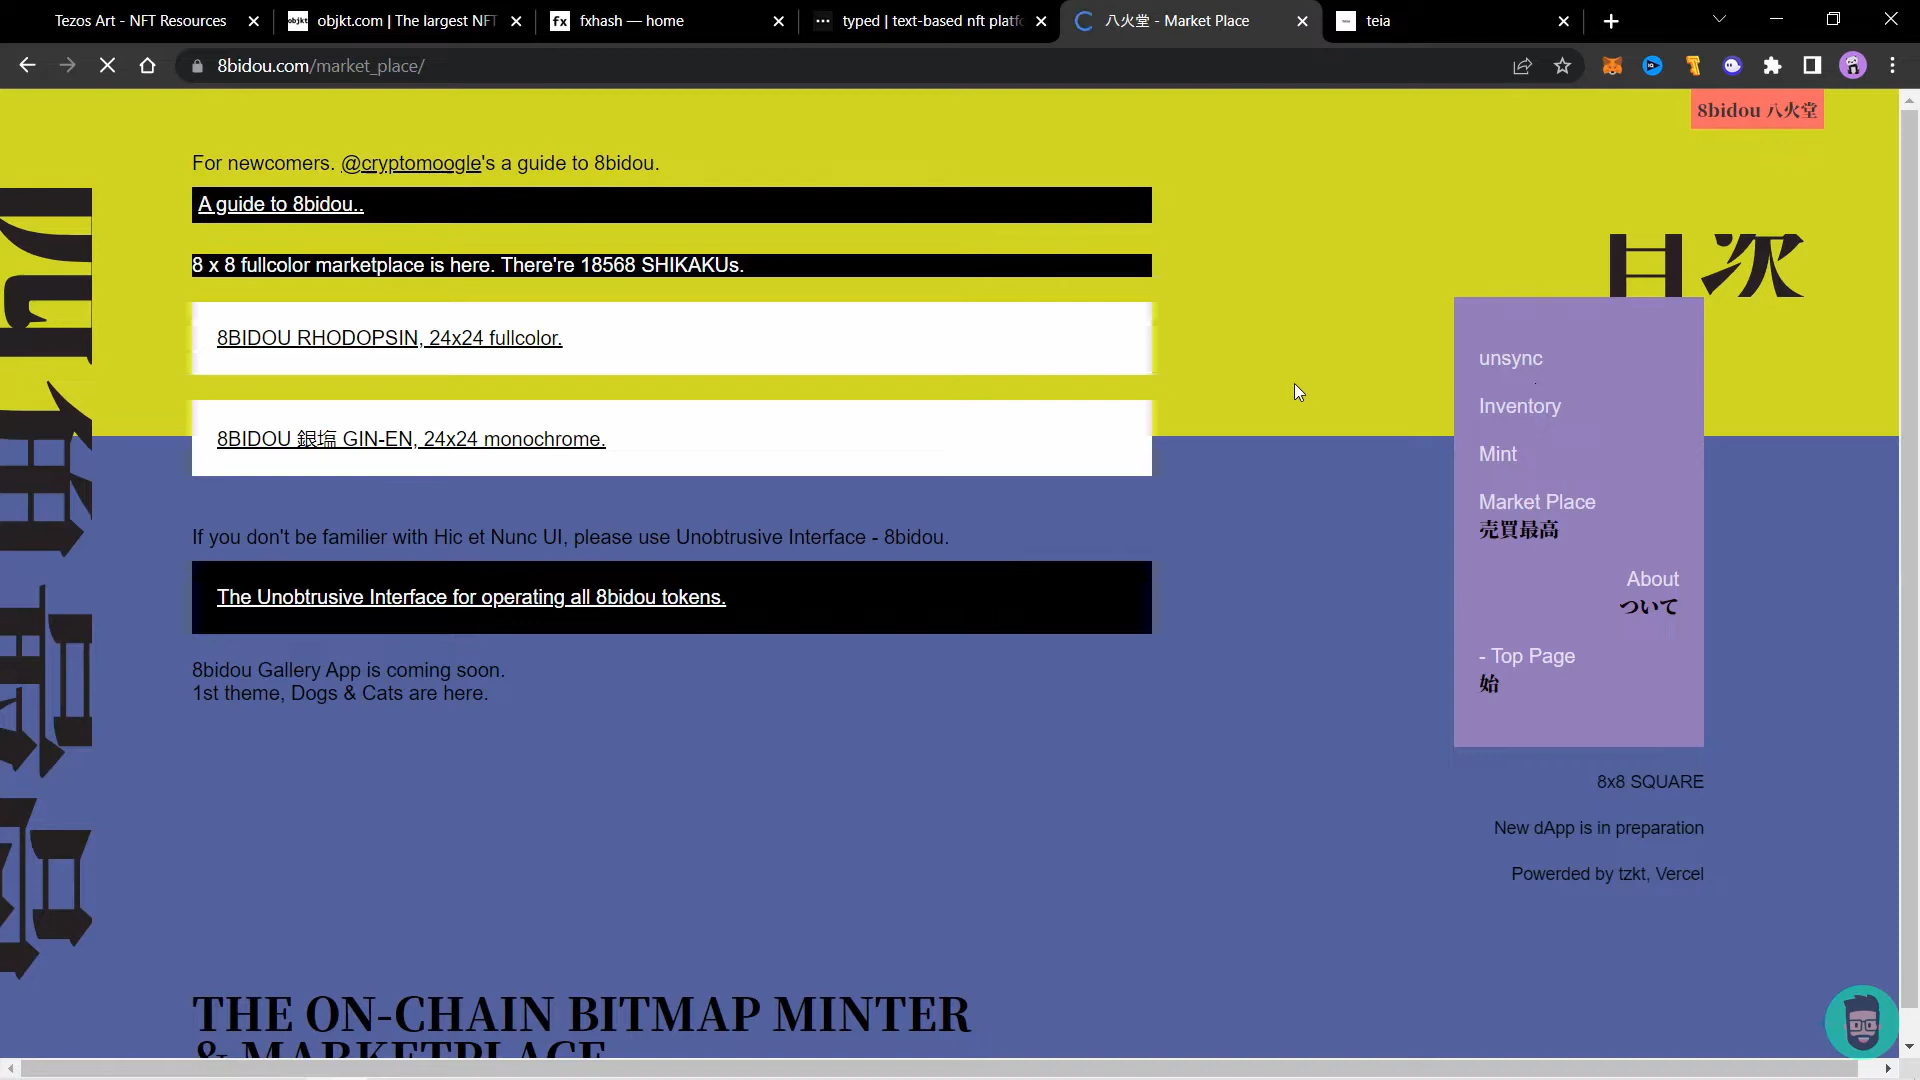 Tezos Art - NFT Resources
objkt
objkt.com | The largest NFT
fx
fxhash — home
typed | text-based nft platfo
八火堂 - Market Place
teia
8bidou.com/market_place/
8bidou 八火堂
For newcomers. @cryptomoogle's a guide to 8bidou.
A guide to 8bidou..
8 x 8 fullcolor marketplace is here. There're 18568 SHIKAKUs.
8BIDOU RHODOPSIN, 24x24 fullcolor.
8BIDOU 銀塩 GIN-EN, 24x24 monochrome.
If you don't be familier with Hic et Nunc UI, please use Unobtrusive Interface - 8bidou.
The Unobtrusive Interface for operating all 8bidou tokens.
8bidou Gallery App is coming soon.
1st theme, Dogs & Cats are here.
THE ON-CHAIN BITMAP MINTER
& MARKETPLACE
目次
unsync
Inventory
Mint
Market Place
売買最高
About
ついて
- Top Page
始
8x8 SQUARE
New dApp is in preparation
Powerded by tzkt, Vercel